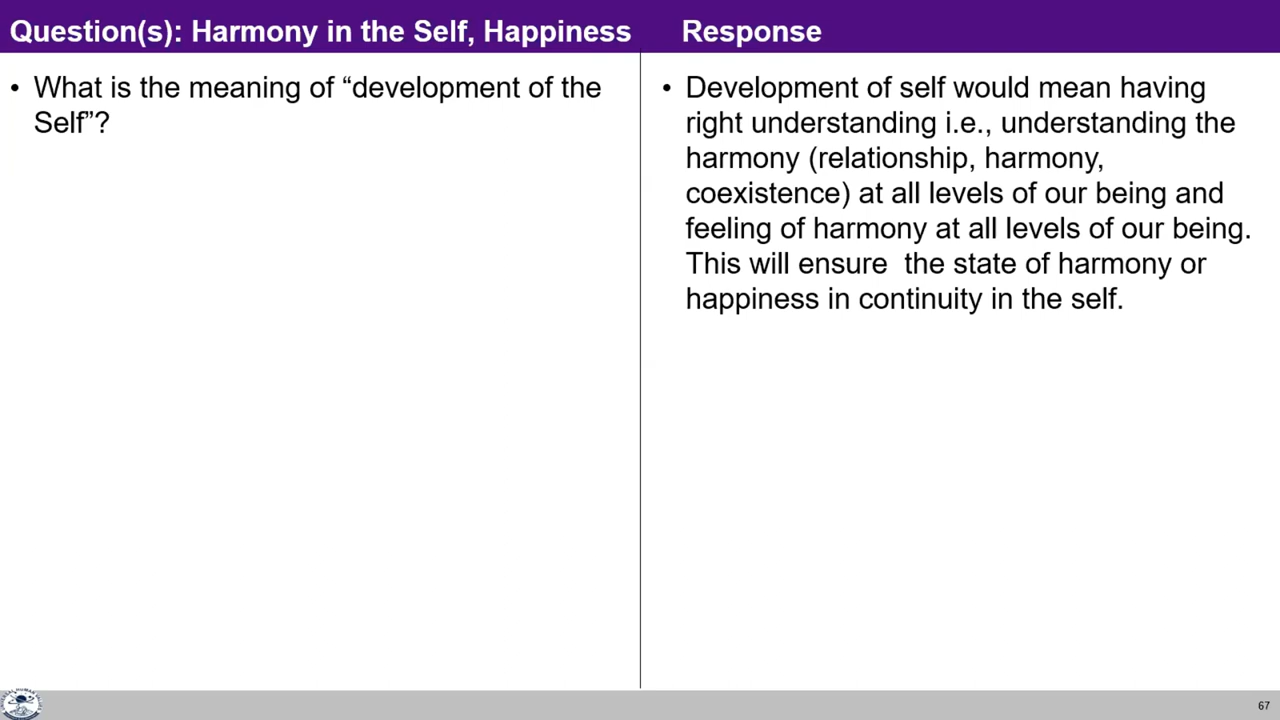 Question(s): Harmony in the Self, Happiness
Response
• What is the meaning of “development of the
Self”?
• Development of self would mean having
right understanding i.e., understanding the
harmony (relationship, harmony,
coexistence) at all levels of our being and
feeling of harmony at all levels of our being.
This will ensure  the state of harmony or
happiness in continuity in the self.
67